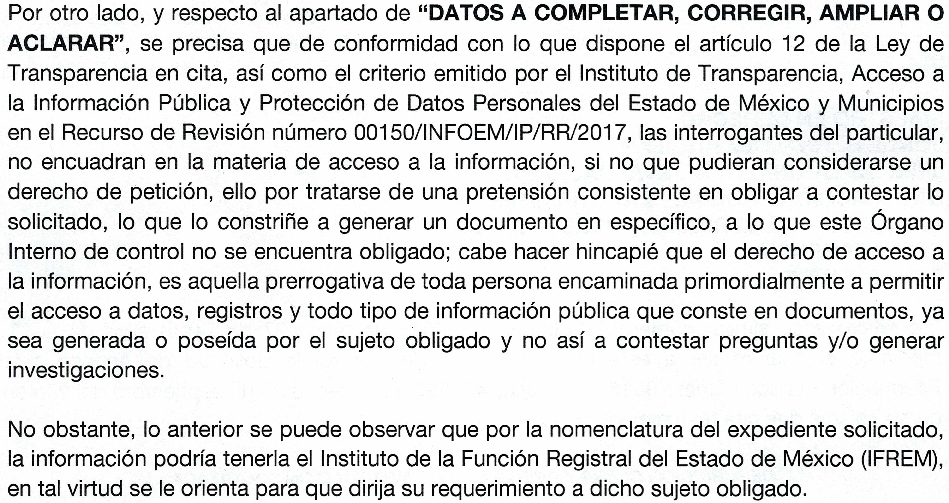 Por otro lado, y respecto al apartado de “DATOS A COMPLETAR, CORREGIR, AMPLIAR O
ACLARAR”, se precisa que de conformidad con lo que dispone el artículo 12 de la Ley de
Transparencia en cita, así como el criterio emitido por el Instituto de Transparencia, Acceso a
la Información Pública y Protección de Datos Personales del Estado de México y Municipios
en el Recurso de Revisión número 00150/INFOEM/IP/RR/2017, las interrogantes del particular,
no encuadran en la materia de acceso a la información, si no que pudieran considerarse un
derecho de petición, ello por tratarse de una pretensión consistente en obligar a contestar lo
solicitado, lo que lo constriñe a generar un documento en específico, a lo que este Órgano
Interno de control no se encuentra obligado; cabe hacer hincapié que el derecho de acceso a
la información, es aquella prerrogativa de toda persona encaminada primordialmente a permitir
el acceso a datos, registros y todo tipo de información pública que conste en documentos, ya
sea generada o poseída por el sujeto obligado y no así a contestar preguntas y/o generar
investigaciones.
No obstante, lo anterior se puede observar que por la nomenclatura del expediente solicitado,
la información podría tenerla el Instituto de la Función Registral del Estado de México (IFREM),
en tal virtud se le orienta para que dirija su requerimiento a dicho sujeto obligado.